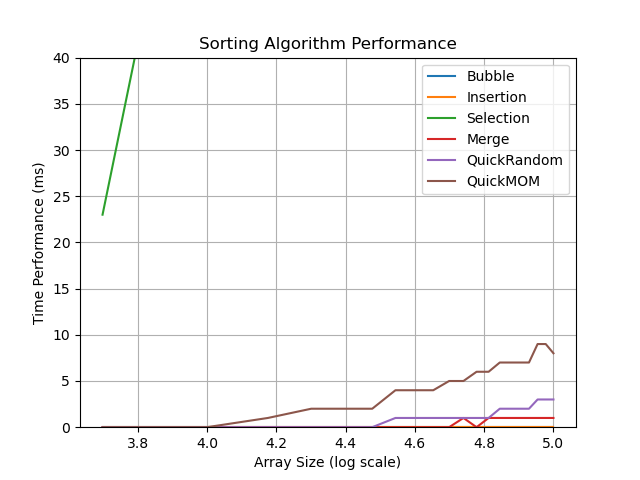 Sorting Algorithm Performance
Time Performance (ms)
40
35
30
25
20
15
10
5
0
Bubble
Insertion
Selection
Merge
QuickRandom
QuickMOM
3.8 4.0 4.2 4.4 4.6 4.8 5.0
Array Size (log scale)